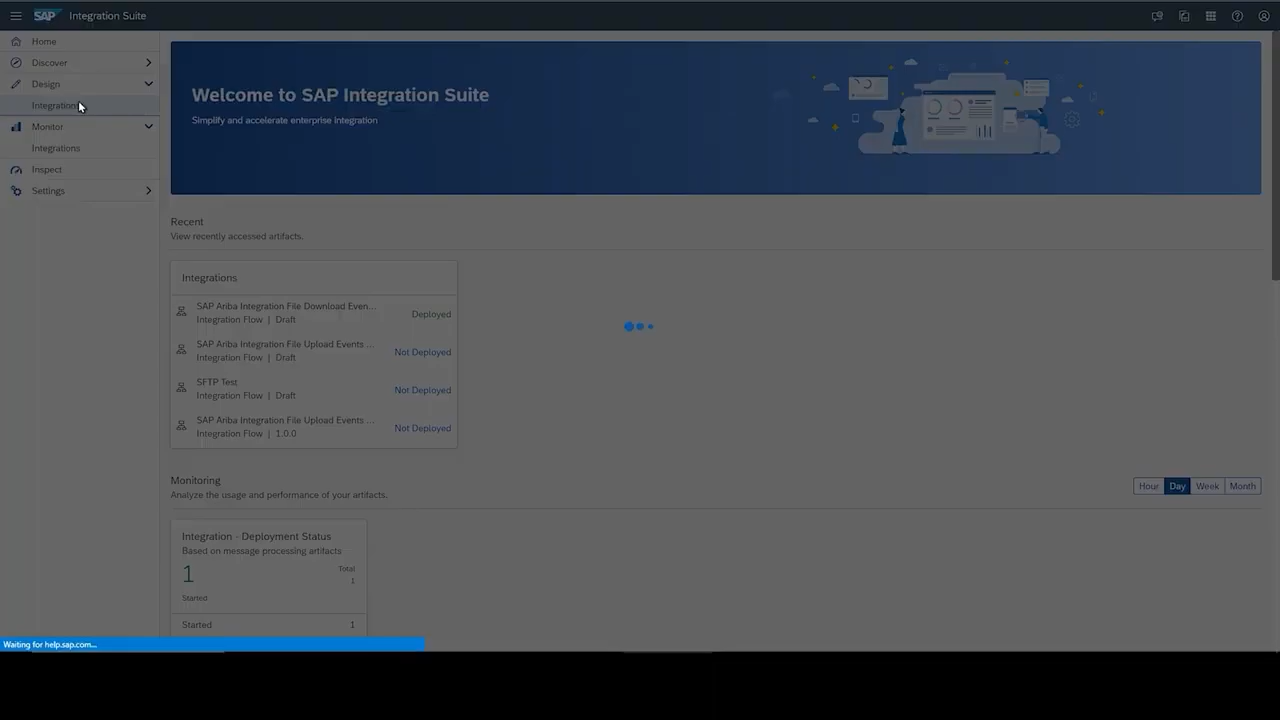 SAP Integration Suite
Home
Discover
Design
Integrations
Monitor
Integrations
Inspect
Settings
Welcome to SAP Integration Suite
Simplify and accelerate enterprise integration
Recent
View recently accessed artifacts.
Integrations
SAP Ariba Integration File Download Even...
Integration Flow | Draft
Deployed
SAP Ariba Integration File Upload Events ...
Integration Flow | Draft
Not Deployed
SFTP Test
Integration Flow | Draft
Not Deployed
SAP Ariba Integration File Upload Events ...
Integration Flow | 1.0.0
Not Deployed
Monitoring
Analyze the usage and performance of your artifacts.
Hour Day Week Month
Integration - Deployment Status
Based on message processing artifacts
1
Total
1
Started
Started 1
Waiting for help.sap.com...